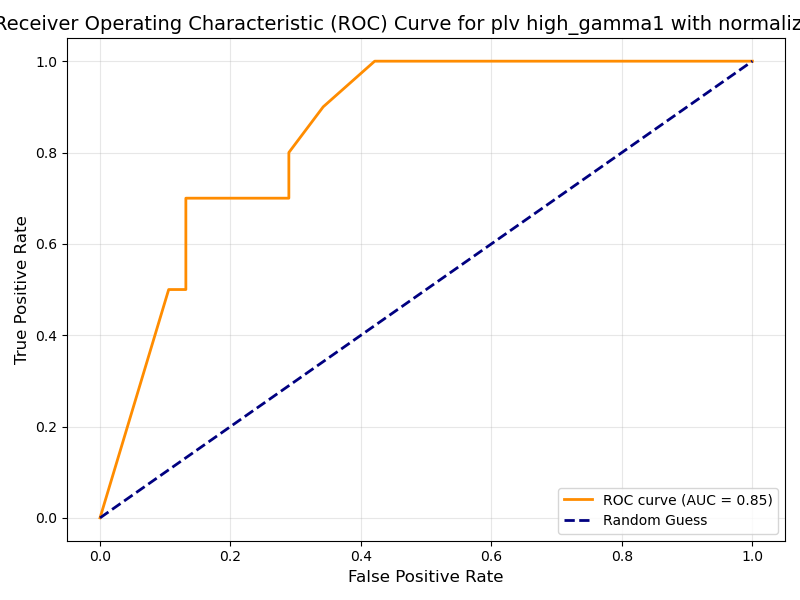 Receiver Operating Characteristic (ROC) Curve for plv high_gamma1 with normaliz
1.0
0.8
0.6
0.4
0.2
0.0
True Positive Rate
0.0 0.2 0.4 0.6 0.8 1.0
False Positive Rate
ROC curve (AUC = 0.85)
Random Guess